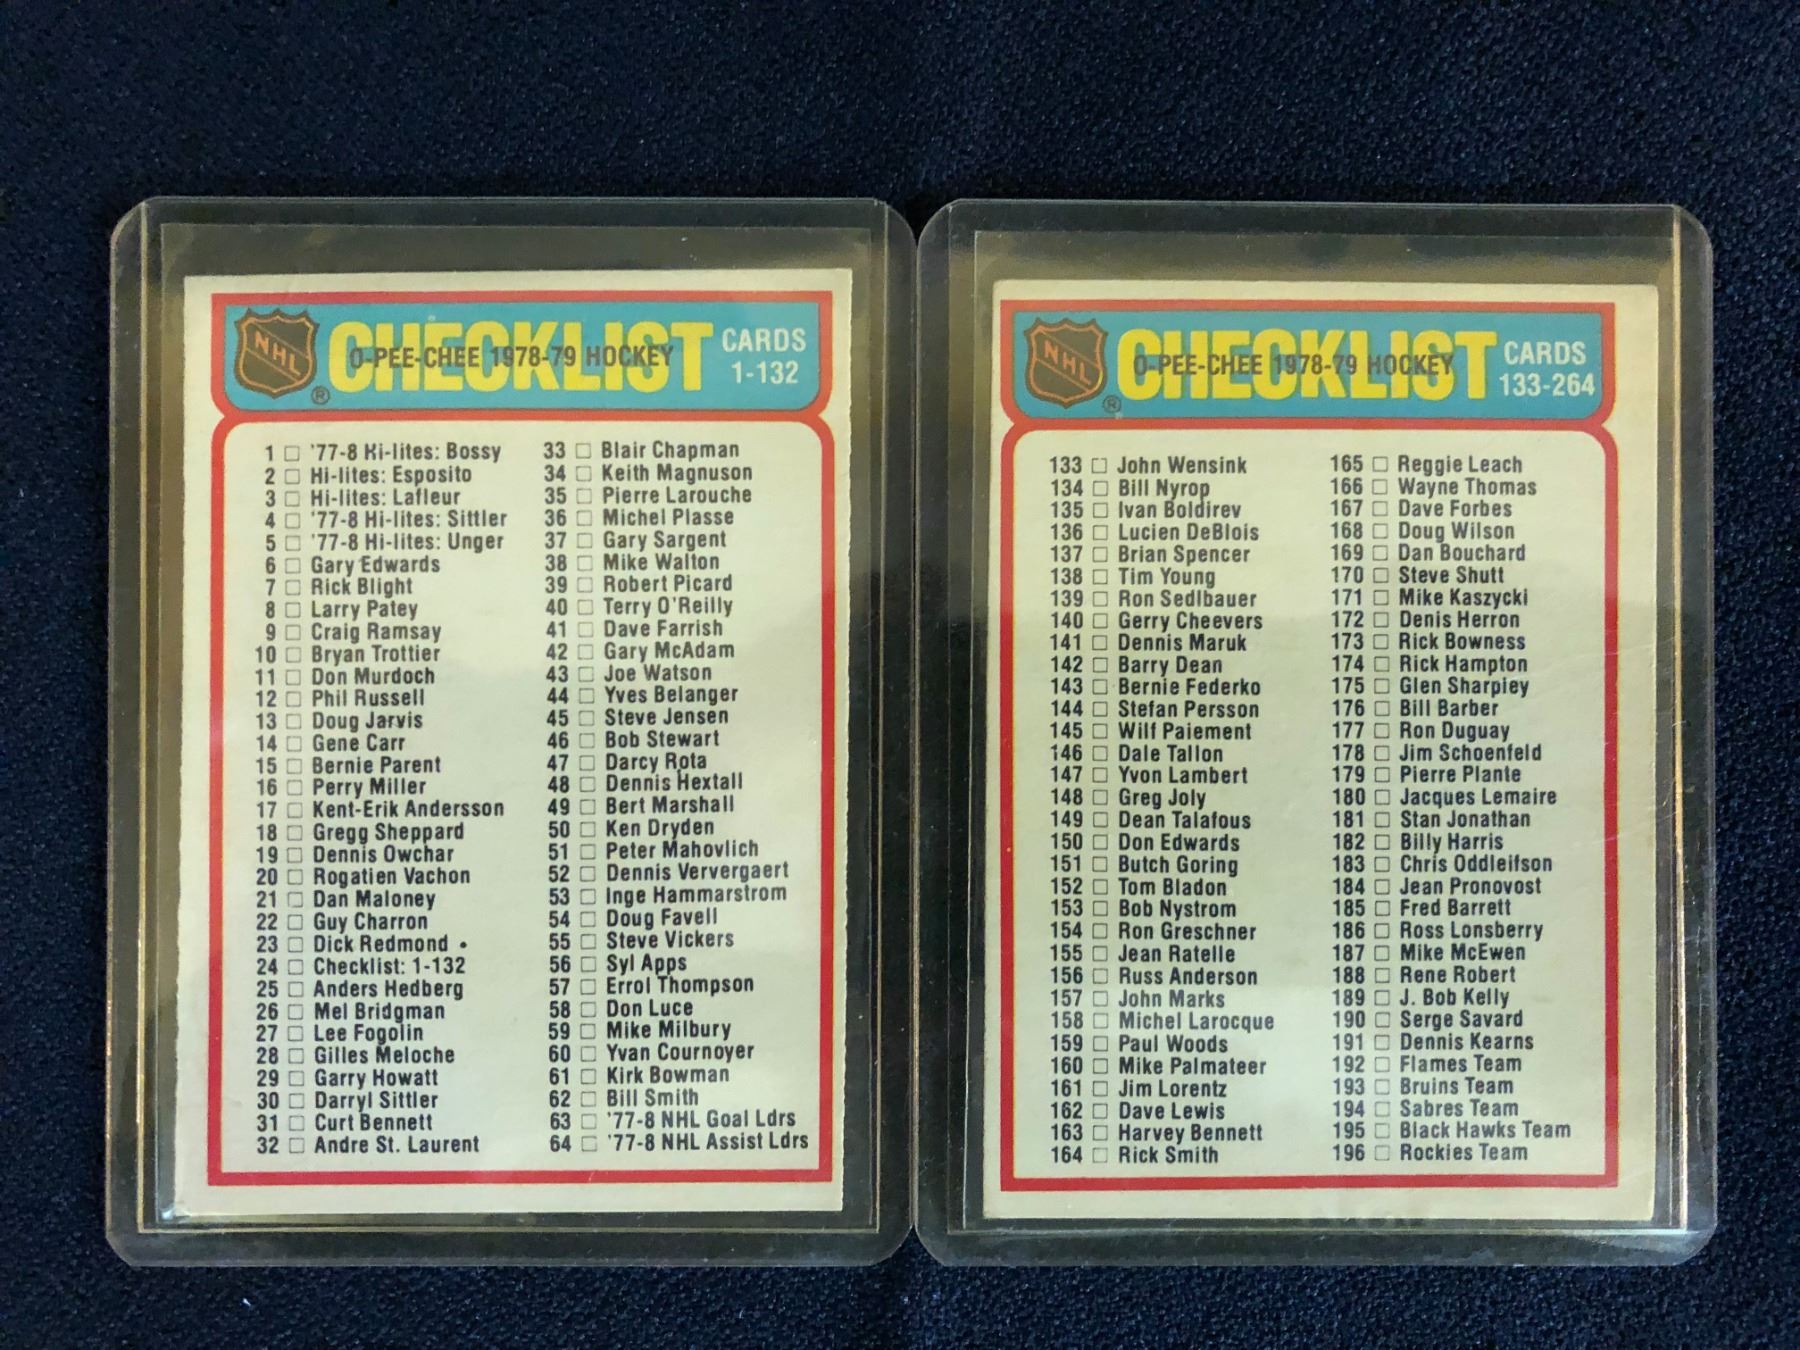 NHL
®
CHECKLIST
O-PEE-CHEE 1978-79 HOCKEY
CARDS
1-132
1 '77-8 Hi-lites: Bossy
2 Hi-lites: Esposito
3 Hi-lites: Lafleur
4 '77-8 Hi-lites: Sittler
5 '77-8 Hi-lites: Unger
6 Gary Edwards
7 Rick Blight
8 Larry Patey
9 Craig Ramsay
10 Bryan Trottier
11 Don Murdoch
12 Phil Russell
13 Doug Jarvis
14 Gene Carr
15 Bernie Parent
16 Perry Miller
17 Kent-Erik Andersson
18 Gregg Sheppard
19 Dennis Owchar
20 Rogatien Vachon
21 Dan Maloney
22 Guy Charron
23 Dick Redmond
24 Checklist: 1-132
25 Anders Hedberg
26 Mel Bridgman
27 Lee Fogolin
28 Gilles Meloche
29 Garry Howatt
30 Darryl Sittler
31 Curt Bennett
32 Andre St. Laurent
33 Blair Chapman
34 Keith Magnuson
35 Pierre Larouche
36 Michel Plasse
37 Gary Sargent
38 Mike Walton
39 Robert Picard
40 Terry O'Reilly
41 Dave Farrish
42 Gary McAdam
43 Joe Watson
44 Yves Belanger
45 Steve Jensen
46 Bob Stewart
47 Darcy Rota
48 Dennis Hextall
49 Bert Marshall
50 Ken Dryden
51 Peter Mahovlich
52 Dennis Ververgaert
53 Inge Hammarstrom
54 Doug Favell
55 Steve Vickers
56 Syl Apps
57 Errol Thompson
58 Don Luce
59 Mike Milbury
60 Yvan Cournoyer
61 Kirk Bowman
62 Bill Smith
63 '77-8 NHL Goal Ldrs
64 '77-8 NHL Assist Ldrs
NHL
®
CHECKLIST
O-PEE-CHEE 1978-79 HOCKEY
CARDS
133-264
133 John Wensink
134 Bill Nyrop
135 Ivan Boldirev
136 Lucien DeBlois
137 Brian Spencer
138 Tim Young
139 Ron Sedlbauer
140 Gerry Cheevers
141 Dennis Maruk
142 Barry Dean
143 Bernie Federko
144 Stefan Persson
145 Wilf Paiement
146 Dale Tallon
147 Yvon Lambert
148 Greg Joly
149 Dean Talafous
150 Don Edwards
151 Butch Goring
152 Tom Bladon
153 Bob Nystrom
154 Ron Greschner
155 Jean Ratelle
156 Russ Anderson
157 John Marks
158 Michel Larocque
159 Paul Woods
160 Mike Palmateer
161 Jim Lorentz
162 Dave Lewis
163 Harvey Bennett
164 Rick Smith
165 Reggie Leach
166 Wayne Thomas
167 Dave Forbes
168 Doug Wilson
169 Dan Bouchard
170 Steve Shutt
171 Mike Kaszycki
172 Denis Herron
173 Rick Bowness
174 Rick Hampton
175 Glen Sharpley
176 Bill Barber
177 Ron Duguay
178 Jim Schoenfeld
179 Pierre Plante
180 Jacques Lemaire
181 Stan Jonathan
182 Billy Harris
183 Chris Oddleifson
184 Jean Pronovost
185 Fred Barrett
186 Ross Lonsberry
187 Mike McEwen
188 Rene Robert
189 J. Bob Kelly
190 Serge Savard
191 Dennis Kearns
192 Flames Team
193 Bruins Team
194 Sabres Team
195 Black Hawks Team
196 Rockies Team